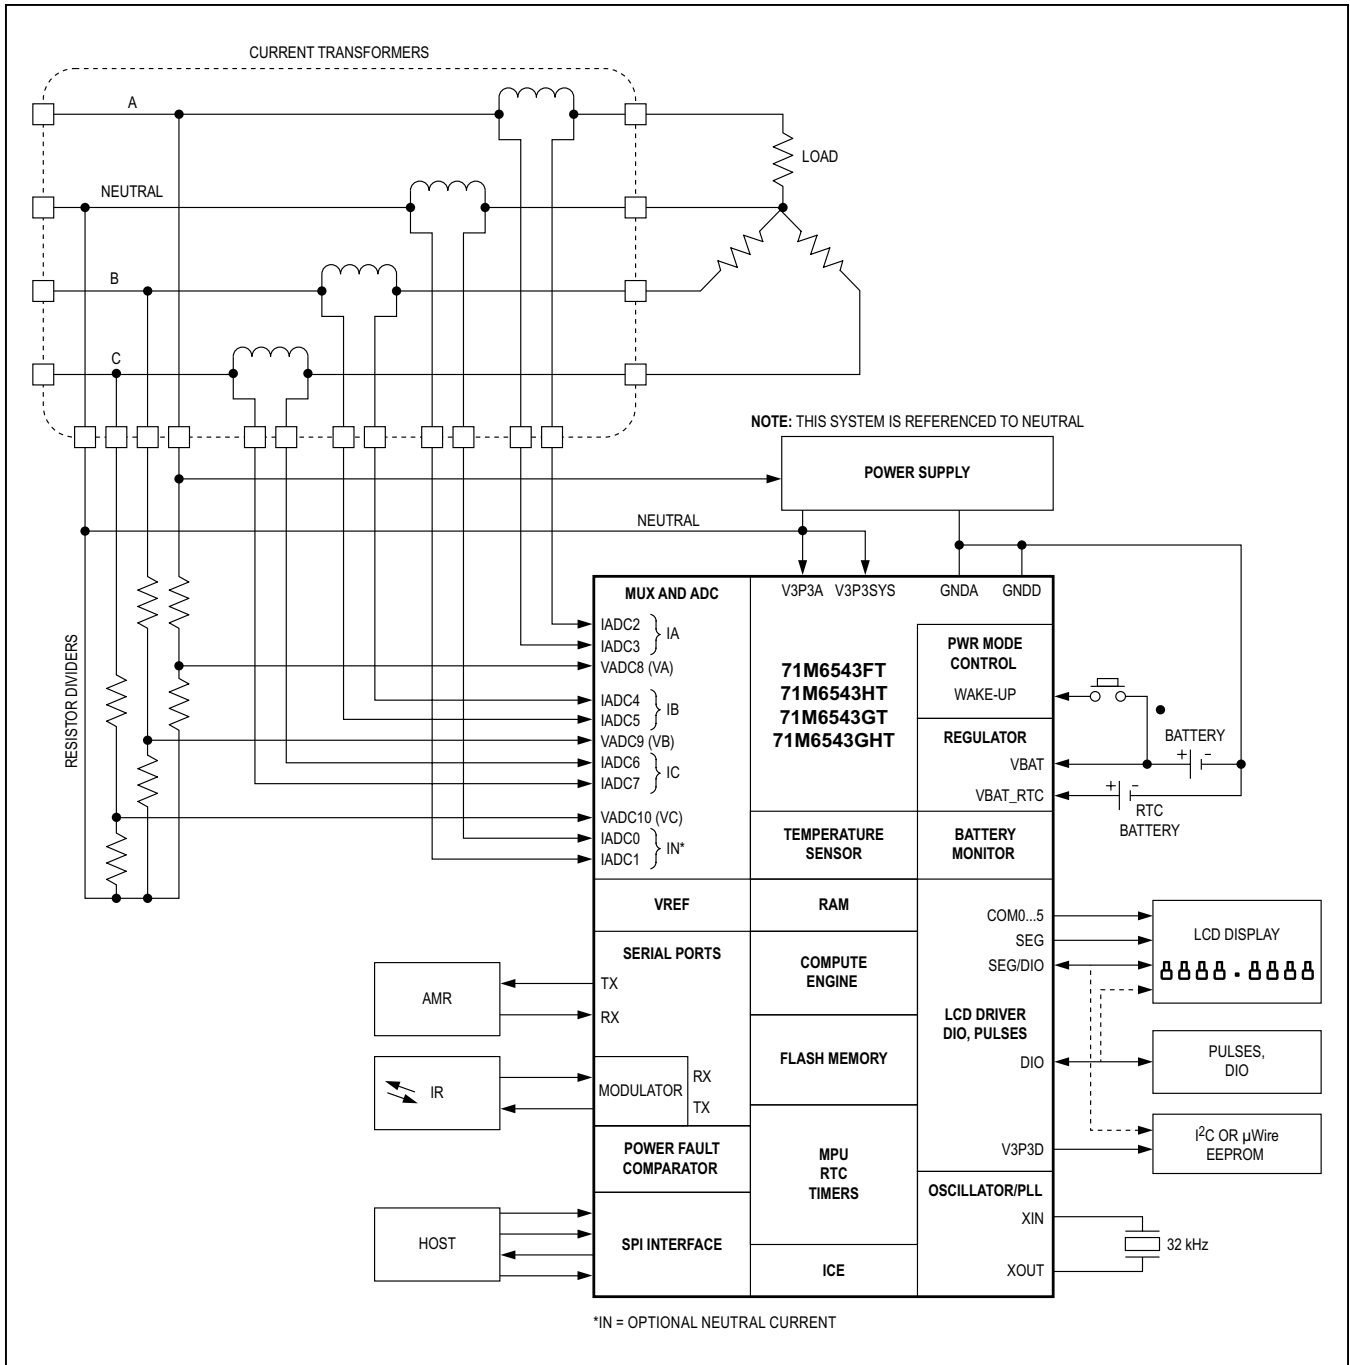 CURRENT TRANSFORMERS
A
LOAD
NEUTRAL
B
C
NOTE: THIS SYSTEM IS REFERENCED TO NEUTRAL
POWER SUPPLY
NEUTRAL
RESISTOR DIVIDERS
MUX AND ADC
V3P3A V3P3SYS GNDA GNDD
IADC2
IADC3
IA
VADC8 (VA)
IADC4
IADC5
IB
VADC9 (VB)
IADC6
IADC7
IC
VADC10 (VC)
IADC0
IADC1
IN*
71M6543FT
71M6543HT
71M6543GT
71M6543GHT
PWR MODE
CONTROL
WAKE-UP
REGULATOR
VBAT
VBAT_RTC
BATTERY
+ -
+ -
RTC
BATTERY
TEMPERATURE
SENSOR
BATTERY
MONITOR
VREF
RAM
COM0...5
SEG
SEG/DIO
LCD DISPLAY
8888.8888
SERIAL PORTS
TX
RX
AMR
COMPUTE
ENGINE
LCD DRIVER
DIO, PULSES
FLASH MEMORY
DIO
PULSES,
DIO
IR
MODULATOR
RX
TX
POWER FAULT
COMPARATOR
MPU
RTC
TIMERS
V3P3D
I2C OR µWire
EEPROM
OSCILLATOR/PLL
XIN
XOUT
32 kHz
HOST
SPI INTERFACE
ICE
*IN = OPTIONAL NEUTRAL CURRENT